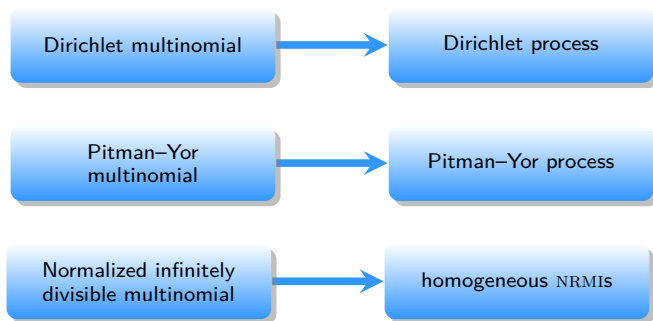 Dirichlet multinomial
Dirichlet process
Pitman–Yor
multinomial
Pitman–Yor process
Normalized infinitely
divisible multinomial
homogeneous NRMIs